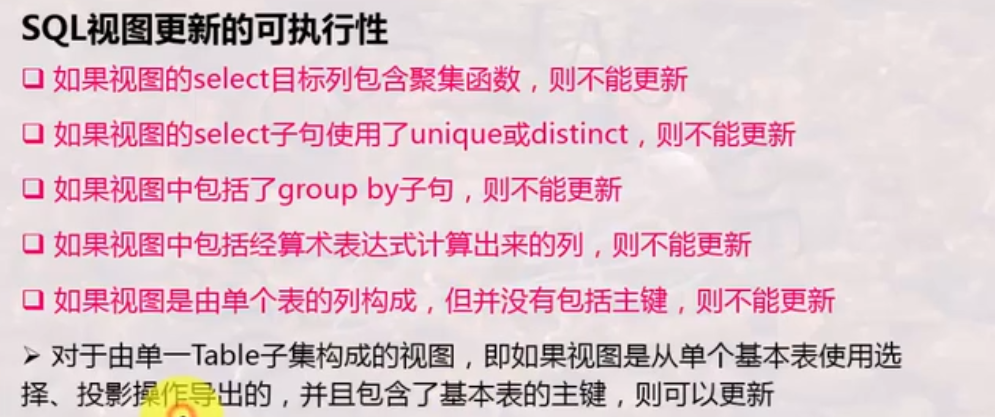 SQL视图更新的可执行性
❑ 如果视图的select目标列包含聚集函数，则不能更新
❑ 如果视图的select子句使用了unique或distinct，则不能更新
❑ 如果视图中包括了group by子句，则不能更新
❑ 如果视图中包括经算术表达式计算出来的列，则不能更新
❑ 如果视图是由单个表的列构成，但并没有包括主键，则不能更新
➢ 对于由单一Table子集构成的视图，即如果视图是从单个基本表使用选
择、投影操作导出的，并且包含了基本表的主键，则可以更新